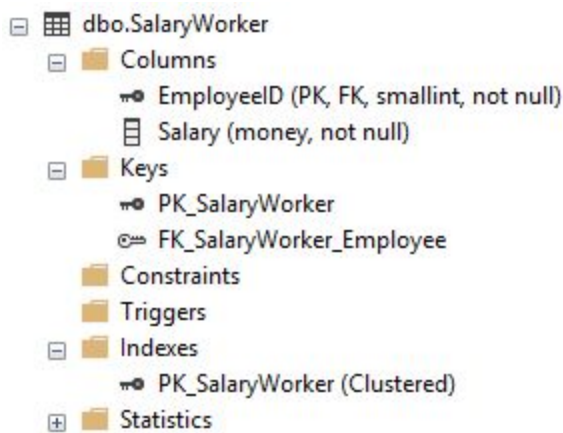 dbo.SalaryWorker
Columns
EmployeeID (PK, FK, smallint, not null)
Salary (money, not null)
Keys
PK_SalaryWorker
FK_SalaryWorker_Employee
Constraints
Triggers
Indexes
PK_SalaryWorker (Clustered)
Statistics